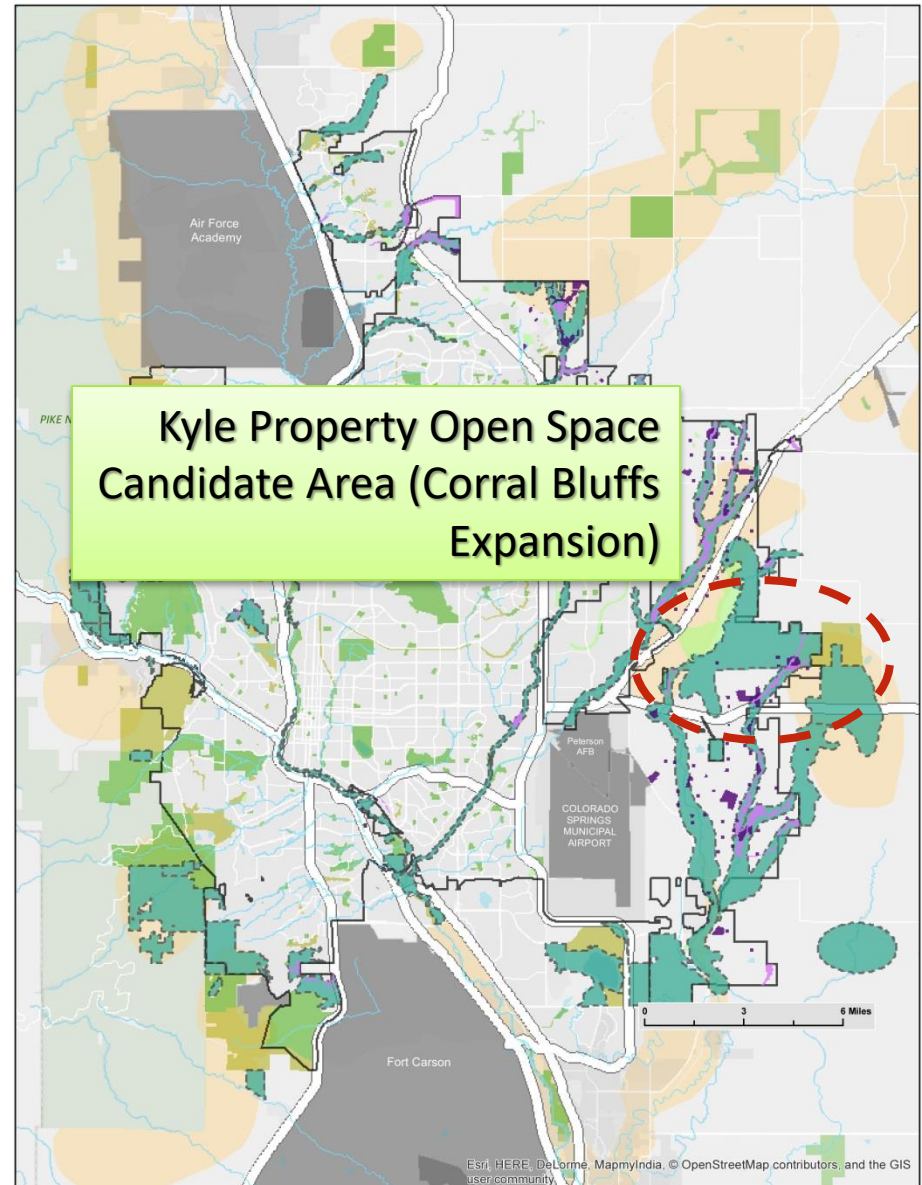 Air Force
Academy
PIKE N
Kyle Property Open Space
Candidate Area (Corral Bluffs
Expansion)
Peterson
AFB
COLORADO
SPRINGS
MUNICIPAL
AIRPORT
0 3 6 Miles
Fort Carson
Esri, HERE, DeLorme, MapmyIndia, © OpenStreetMap contributors, and the GIS
user community